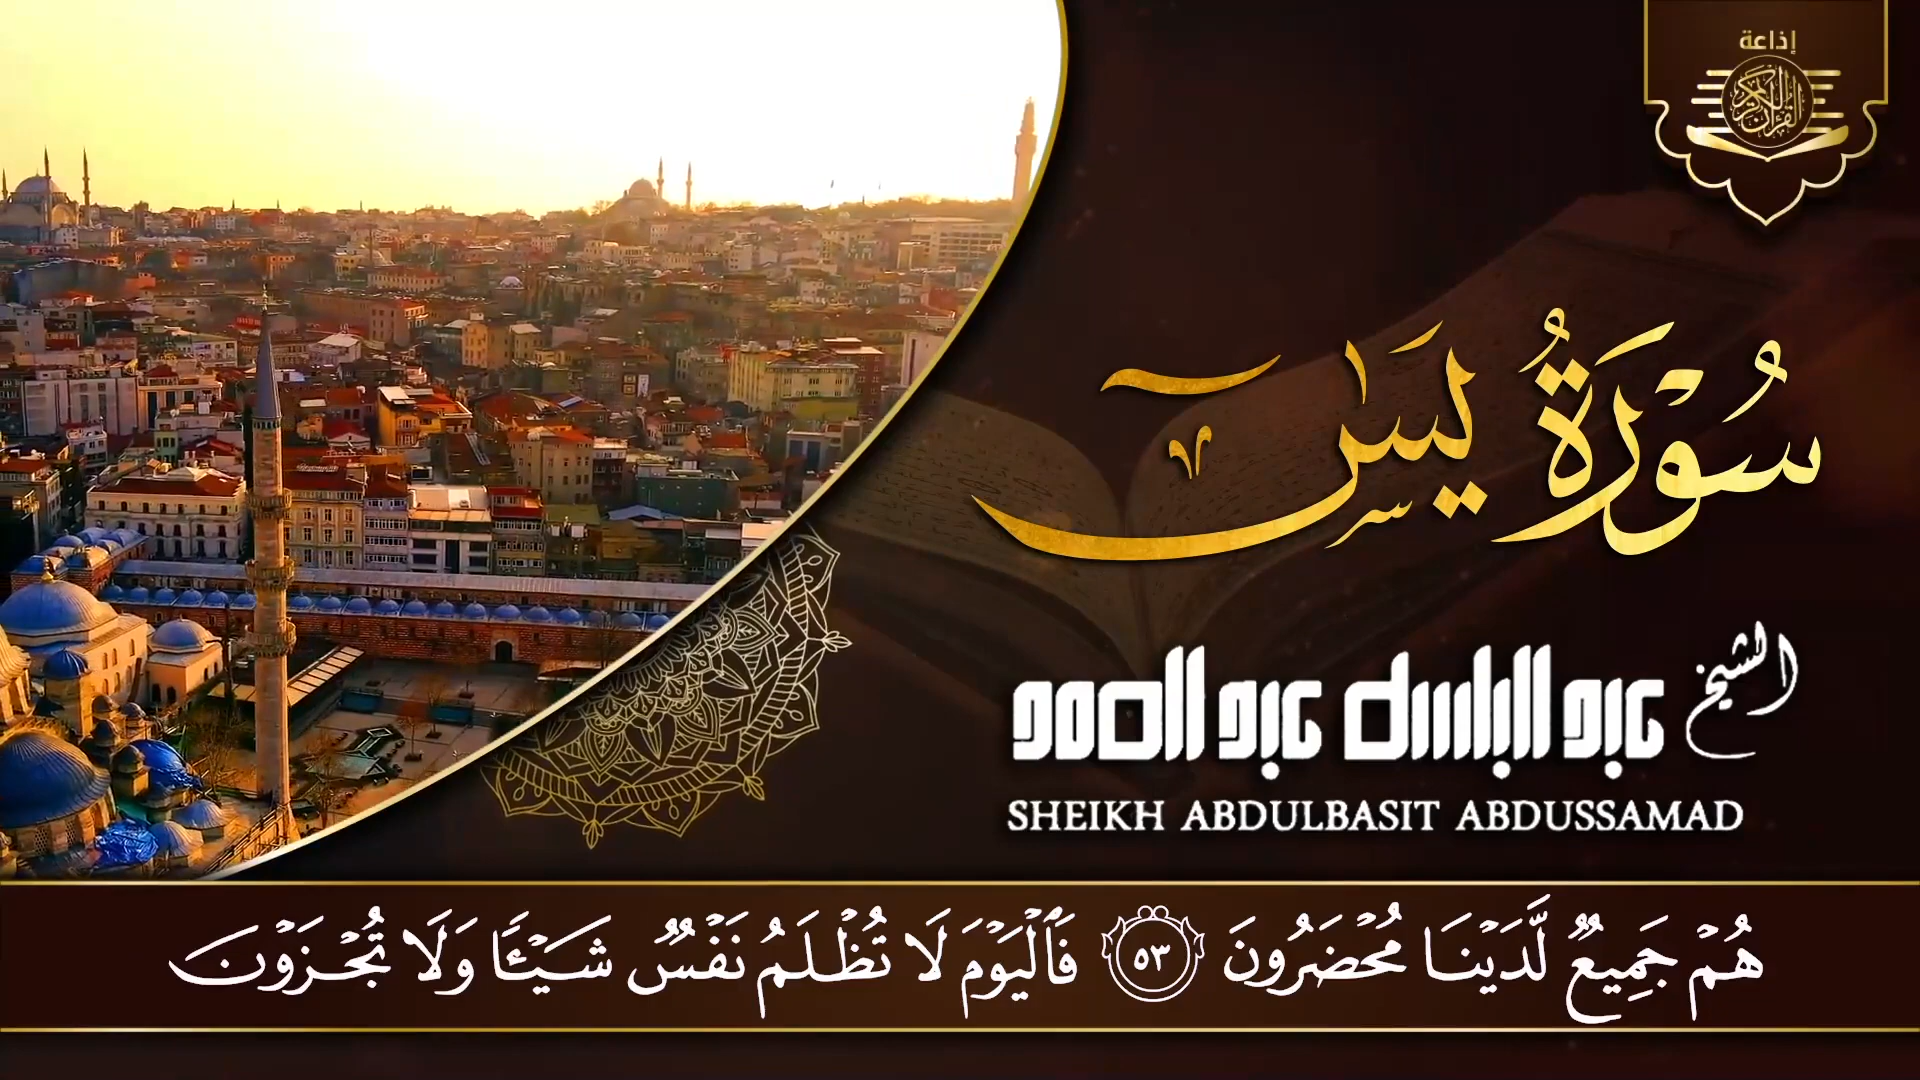 إذاعة
القرآن الكريم
سُورَةُ يسٓ
الشيخ عبد الباسط عبد الصمد
SHEIKH ABDULBASIT ABDUSSAMAD
هُمْ جَمِيعٌ لَّدَيْنَا مُحْضَرُونَ ٥٣ فَٱلْيَوْمَ لَا تُظْلَمُ نَفْسٌ شَيْـًٔا وَلَا تُجْزَوْنَ